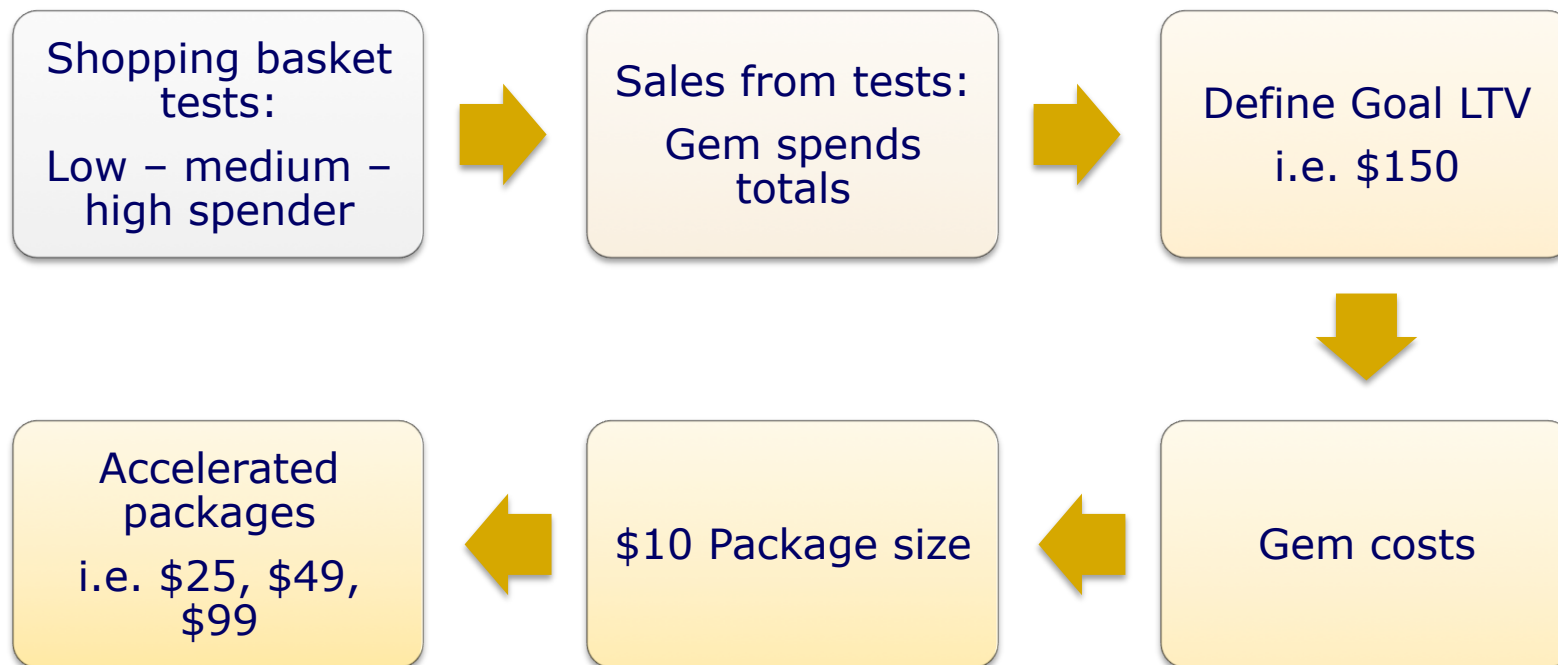 Shopping basket
tests:
Low – medium –
high spender
Sales from tests:
Gem spends
totals
Define Goal LTV
i.e. $150
Gem costs
$10 Package size
Accelerated
packages
i.e. $25, $49,
$99